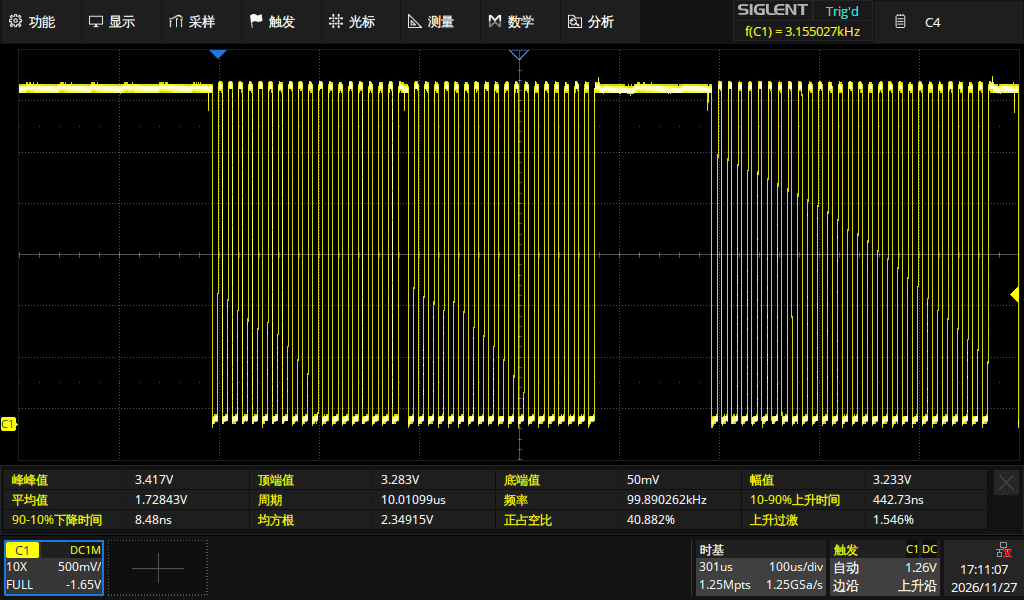 功能 显示 采样 触发 光标 测量 数学 分析 SIGLENT Trig'd C4
f(C1) = 3.155027kHz
C1
峰峰值 3.417V 顶端值 3.283V 底端值 50mV 幅值 3.233V
平均值 1.72843V 周期 10.01099us 频率 99.890262kHz 10-90%上升时间 442.73ns
90-10%下降时间 8.48ns 均方根 2.34915V 正占空比 40.882% 上升过激 1.546%
C1 DC1M 时基 触发 C1 DC
10X 500mV/ 301us 100us/div 自动 1.26V 17:11:07
FULL -1.65V 1.25Mpts 1.25GSa/s 边沿 上升沿 2026/11/27